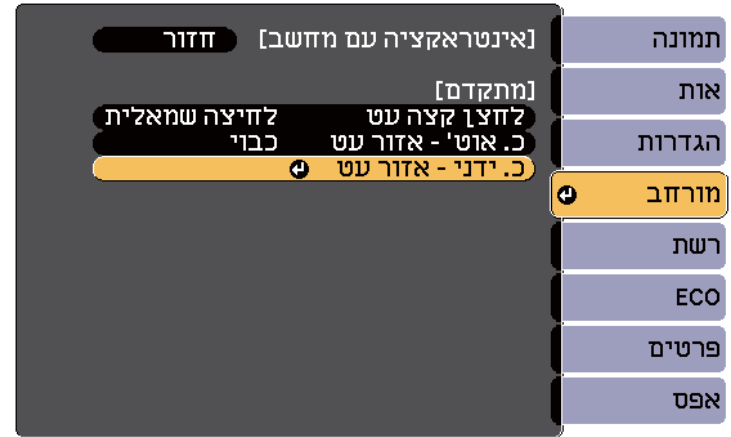 תמונה
אות
הגדרות
מורחב
רשת
ECO
פרטים
אפס
[אינטראקציה עם מחשב] חזור
[מתקדם]
לחצן קצה עט לחיצה שמאלית
כ. אוט' - אזור עט כבוי
כ. ידני - אזור עט